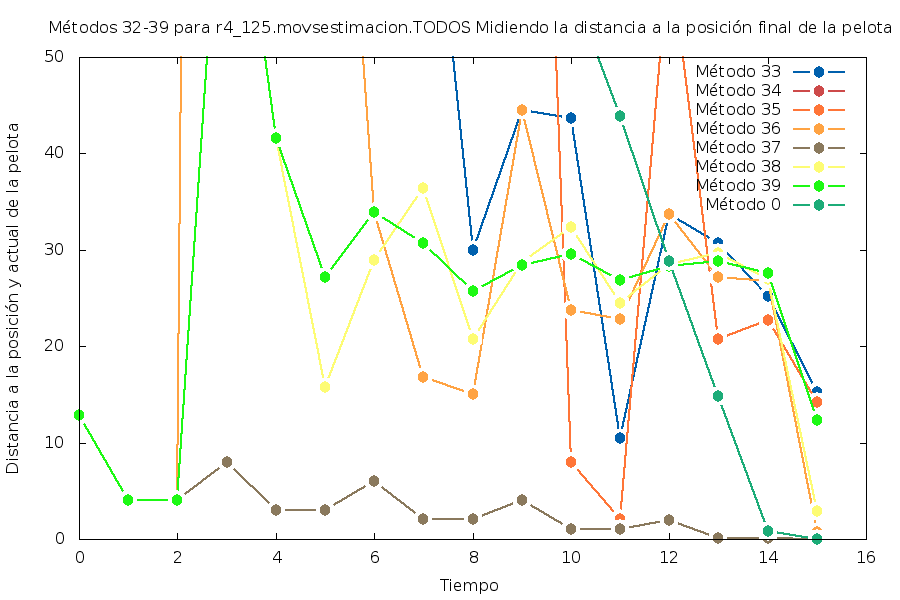 Métodos 32-39 para r4_125.movsestimacion.TODOS Midiendo la distancia a la posición final de la pelota
Distancia a la posición y actual de la pelota
50
40
30
20
10
0
Método 33
Método 34
Método 35
Método 36
Método 37
Método 38
Método 39
Método 0
0 2 4 6 8 10 12 14 16
Tiempo